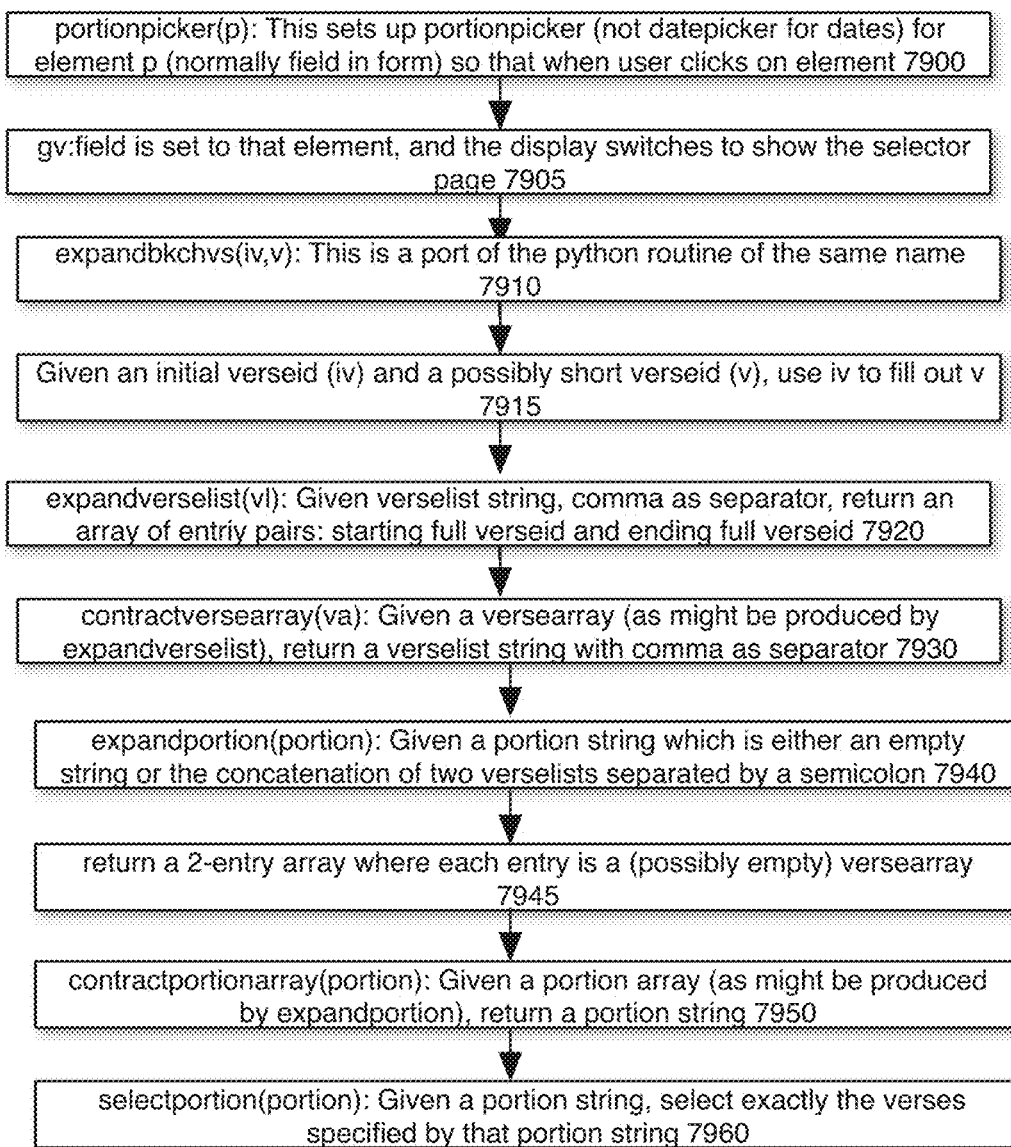 portionpicker(p): This sets up portionpicker (not datepicker for dates) for
element p (normally field in form) so that when user clicks on element 7900
gv:field is set to that element, and the display switches to show the selector
page 7905
expandbkchvs(iv,v): This is a port of the python routine of the same name
7910
Given an initial verseid (iv) and a possibly short verseid (v), use iv to fill out v
7915
expandverselist(vl): Given verselist string, comma as separator, return an
array of entriy pairs: starting full verseid and ending full verseid 7920
contractversearray(va): Given a versearray (as might be produced by
expandverselist), return a verselist string with comma as separator 7930
expandportion(portion): Given a portion string which is either an empty
string or the concatenation of two verselists separated by a semicolon 7940
return a 2-entry array where each entry is a (possibly empty) versearray
7945
contractportionarray(portion): Given a portion array (as might be produced
by expandportion), return a portion string 7950
selectportion(portion): Given a portion string, select exactly the verses
specified by that portion string 7960